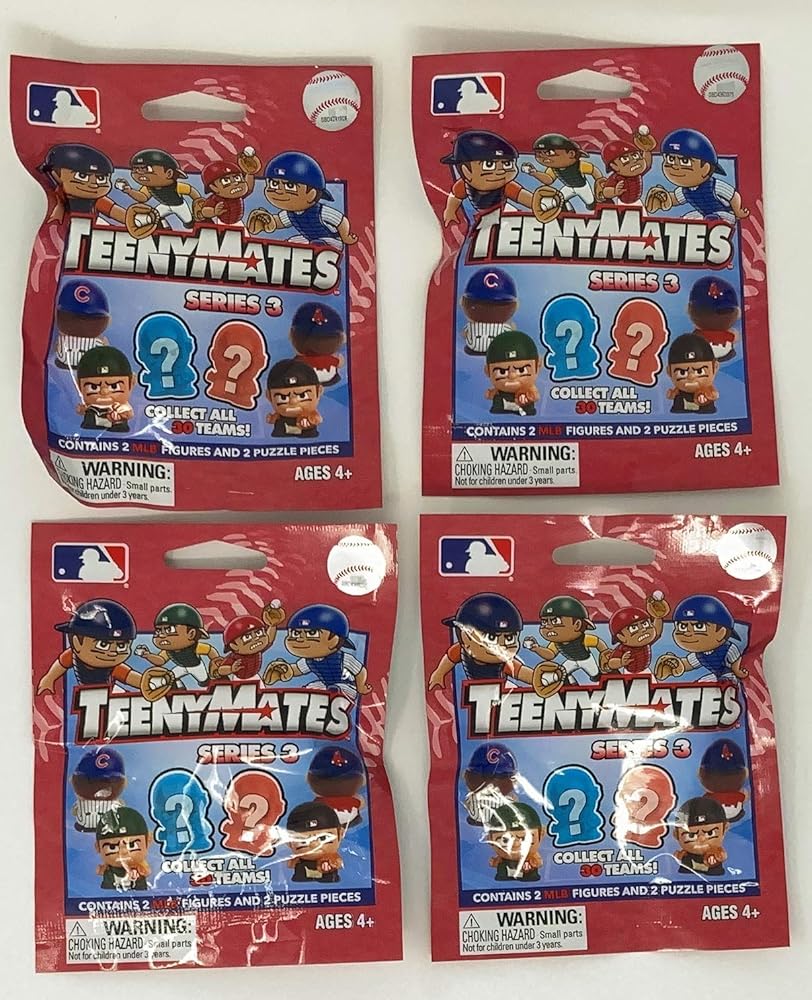 TEENYMATES
SERIES 3
C
?
?
COLLECT ALL
30 TEAMS!
CONTAINS 2 MLB FIGURES AND 2 PUZZLE PIECES
WARNING:
CHOKING HAZARD - Small parts.
Not for children under 3 years.
AGES 4+
TEENYMATES
SERIES 3
C
?
?
COLLECT ALL
30 TEAMS!
CONTAINS 2 MLB FIGURES AND 2 PUZZLE PIECES
WARNING:
CHOKING HAZARD - Small parts.
Not for children under 3 years.
AGES 4+
TEENYMATES
SERIES 3
C
?
?
COLLECT ALL
30 TEAMS!
CONTAINS 2 MLB FIGURES AND 2 PUZZLE PIECES
WARNING:
CHOKING HAZARD - Small parts
Not for children under 3 years.
AGES 4+
TEENYMATES
SERIES 3
C
?
?
COLLECT ALL
30 TEAMS!
CONTAINS 2 MLB FIGURES AND 2 PUZZLE PIECES
WARNING:
CHOKING HAZARD - Small parts.
Not for children under 3 years.
AGES 4+